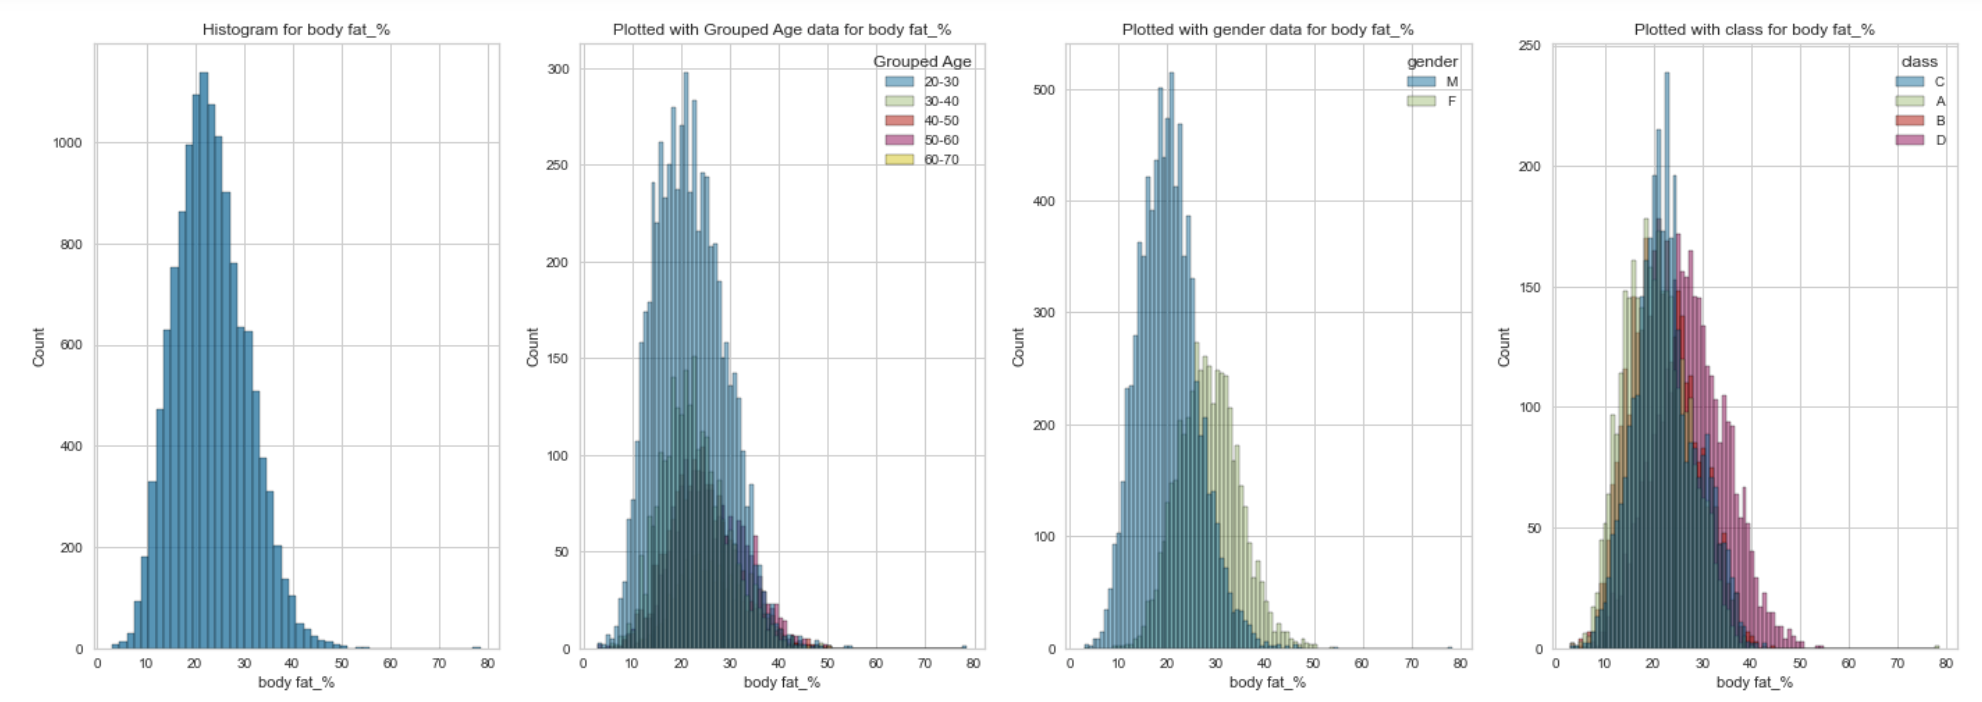 Histogram for body fat_%
Count
1000
800
600
400
200
0
0 10 20 30 40 50 60 70 80
body fat_%
Plotted with Grouped Age data for body fat_%
Grouped Age
20-30
30-40
40-50
50-60
60-70
Count
300
250
200
150
100
50
0
0 10 20 30 40 50 60 70 80
body fat_%
Plotted with gender data for body fat_%
gender
M
F
Count
500
400
300
200
100
0
0 10 20 30 40 50 60 70 80
body fat_%
Plotted with class for body fat_%
class
C
A
B
D
Count
250
200
150
100
50
0
0 10 20 30 40 50 60 70 80
body fat_%